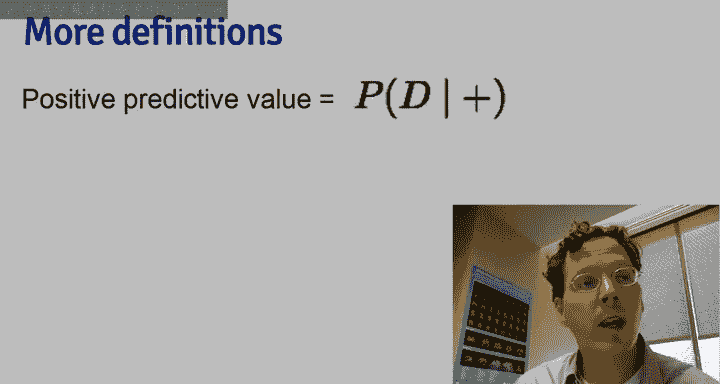 More definitions
Positive predictive value = P(D | +)